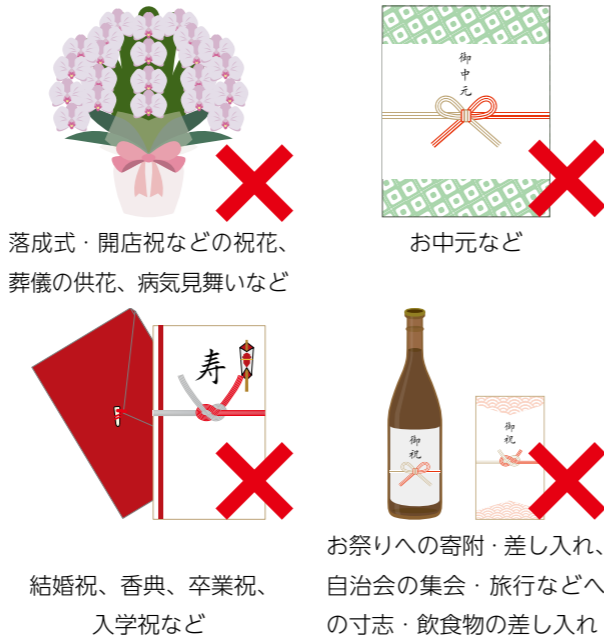 御中元
落成式・開店祝などの祝花、
葬儀の供花、病気見舞いなど
お中元など
寿
御祝
御祝
結婚祝、香典、卒業祝、
入学祝など
お祭りへの寄附・差し入れ、
自治会の集会・旅行などへ
の寸志・飲食物の差し入れ